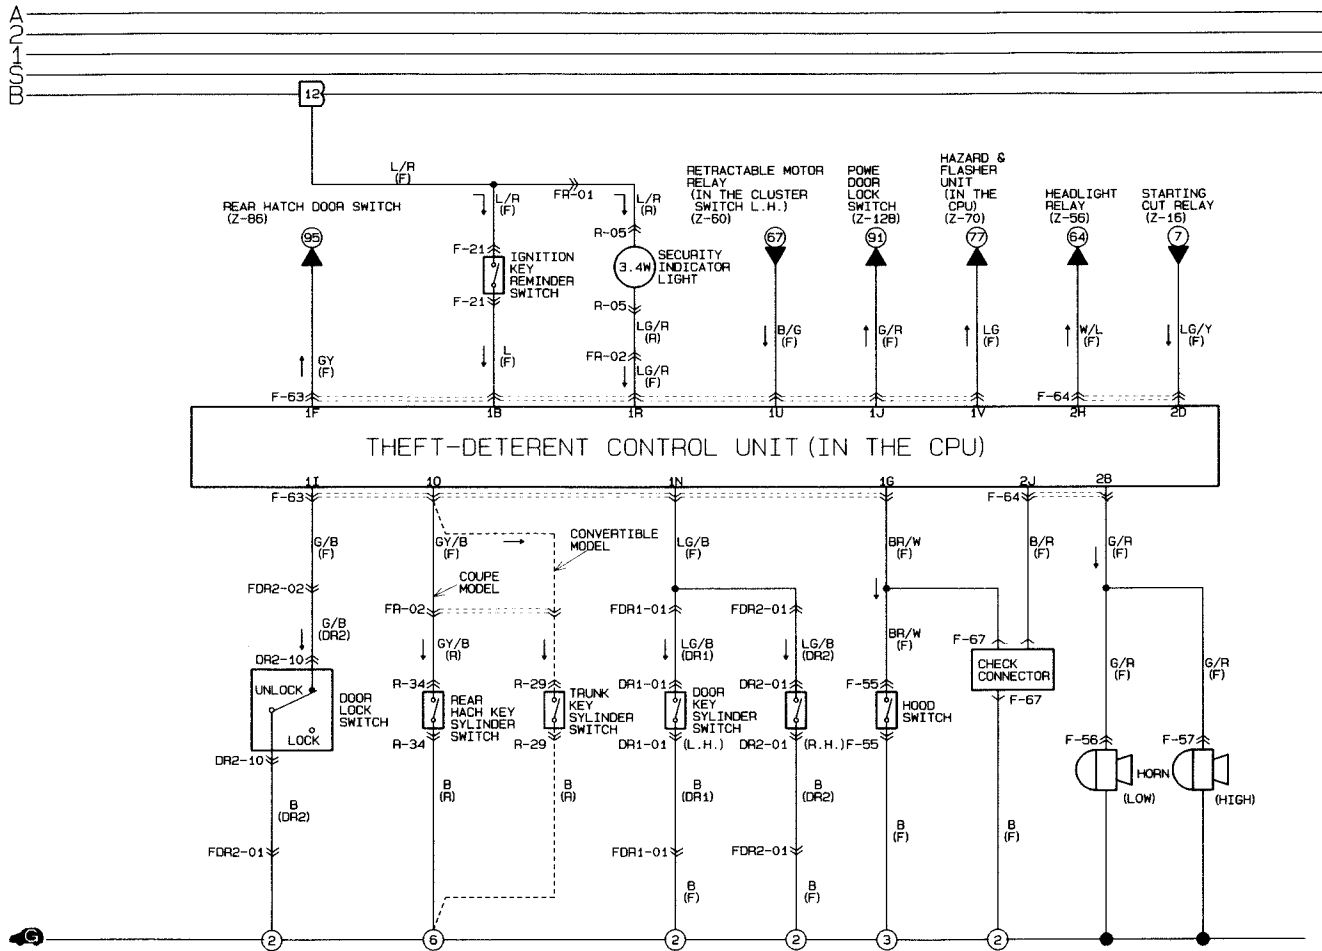 A
2
1
S
B
12
L/R
(F)
FR-01
REAR HATCH DOOR SWITCH
(Z-86)
95
L/R
(F)
L/R
(R)
RETRACTABLE MOTOR
RELAY
(IN THE CLUSTER
SWITCH L.H.)
(Z-60)
67
POWE
DOOR
LOCK
SWITCH
(Z-128)
91
HAZARD &
FLASHER
UNIT
(IN THE
CPU)
(Z-70)
77
HEADLIGHT
RELAY
(Z-56)
64
STARTING
CUT RELAY
(Z-16)
7
F-21
IGNITION
KEY
REMINDER
SWITCH
F-21
R-05
3.4W
SECURITY
INDICATOR
LIGHT
R-05
LG/R
(R)
FR-02
GY
(F)
L
(F)
LG/R
(F)
B/G
(F)
G/R
(F)
LG
(F)
W/L
(F)
LG/Y
(F)
F-63
F-64
1F
1B
1R
1U
1J
1V
2H
2D
THEFT-DETERENT CONTROL UNIT (IN THE CPU)
1I
1O
1N
1G
2J
2B
F-63
F-64
G/B
(F)
GY/B
(F)
CONVERTIBLE
MODEL
LG/B
(F)
BR/W
(F)
B/R
(F)
G/R
(F)
COUPE
MODEL
FDR2-02
FR-02
FDR1-01
FDR2-01
G/B
(DR2)
GY/B
(R)
LG/B
(DR1)
LG/B
(DR2)
BR/W
(F)
F-67
CHECK
CONNECTOR
F-67
G/R
(F)
G/R
(F)
DR2-10
UNLOCK
LOCK
DOOR
LOCK
SWITCH
DR2-10
R-34
REAR
HACH KEY
SYLINDER
SWITCH
R-34
R-29
TRUNK
KEY
SYLINDER
SWITCH
R-29
DR1-01
DOOR
KEY
SYLINDER
SWITCH
DR1-01
(L.H.)
DR2-01
DR2-01
(R.H.)
F-55
HOOD
SWITCH
F-55
F-56
HORN
(LOW)
F-57
(HIGH)
B
(DR2)
B
(R)
B
(R)
B
(DR1)
B
(DR2)
B
(F)
B
(F)
FDR2-01
FDR1-01
FDR2-01
B
(F)
B
(F)
G
2
6
2
2
3
2